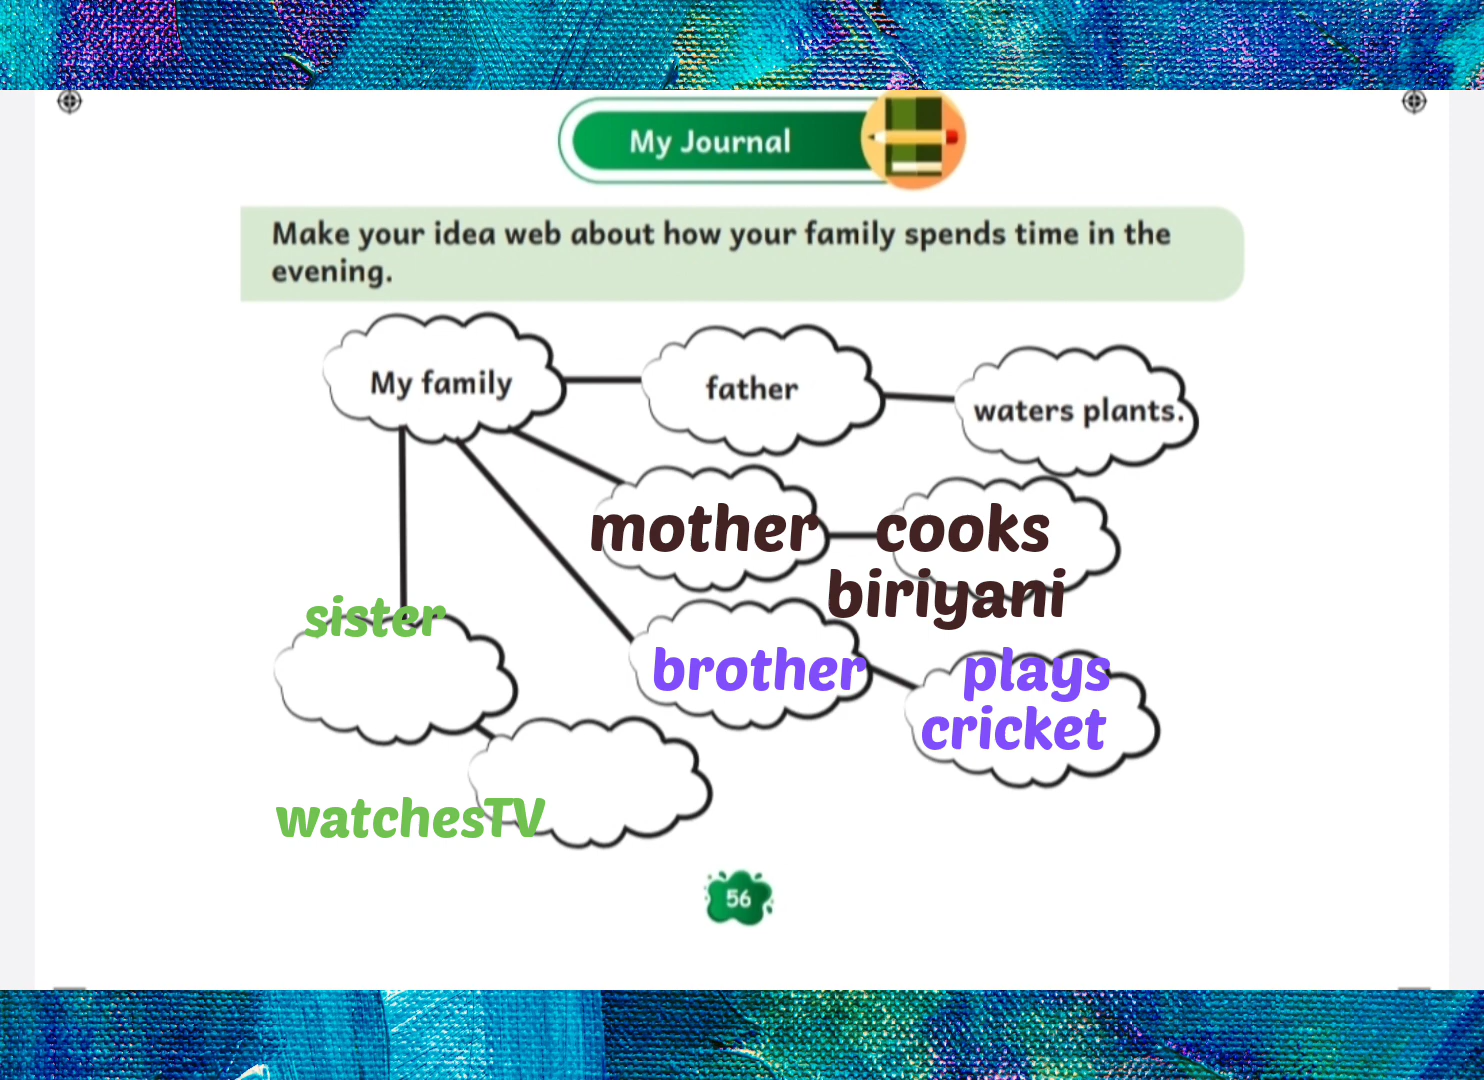 My Journal
Make your idea web about how your family spends time in the
evening.
My family
father
waters plants.
mother
cooks
biriyani
sister
brother
plays
cricket
watchesTV
56